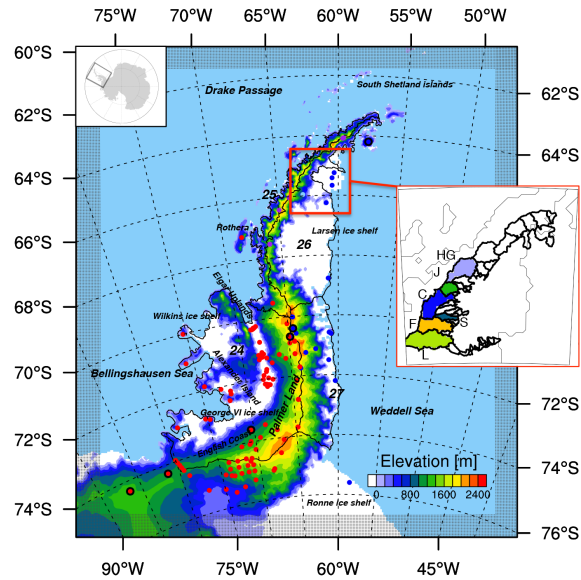 75°W 70°W 65°W 60°W 55°W 50°W
60°S
62°S
64°S
66°S
68°S
70°S
72°S
74°S
62°S
64°S
72°S
74°S
76°S
90°W 75°W 60°W 45°W
Drake Passage
South Shetland islands
25
Rothera
Larsen ice shelf
26
Elgar Uplands
Wilkins ice shelf
24
Alexander Island
Bellingshausen Sea
George VI ice shelf
27
Palmer Land
Weddell Sea
English Coast
Ronne ice shelf
HG
J
C
F
S
L
Elevation [m]
0 800 1600 2400